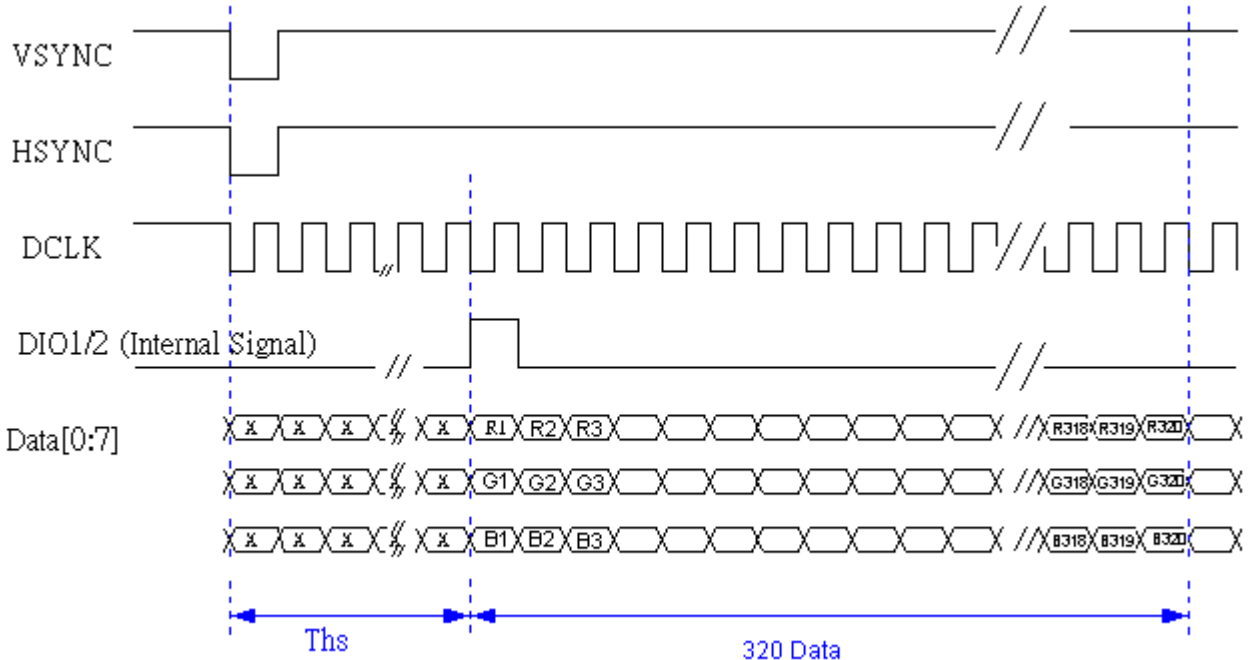 VSYNC
HSYNC
DCLK
DIO1/2 (Internal Signal)
Data[0:7]
X X X X X R1 R2 R3 R318 R319 R320
X X X X X G1 G2 G3 G318 G319 G320
X X X X X B1 B2 B3 B318 B319 B320
Ths
320 Data